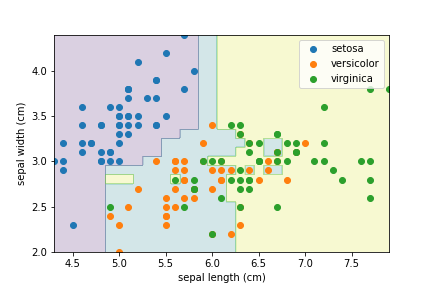 setosa
versicolor
virginica
sepal width (cm)
4.0
3.5
3.0
2.5
2.0
4.5 5.0 5.5 6.0 6.5 7.0 7.5
sepal length (cm)